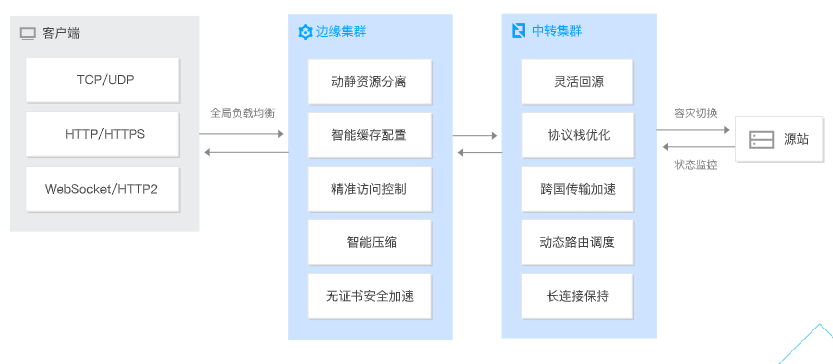 客户端
TCP/UDP
HTTP/HTTPS
WebSocket/HTTP2
全局负载均衡
边缘集群
动静资源分离
智能缓存配置
精准访问控制
智能压缩
无证书安全加速
中转集群
灵活回源
协议栈优化
跨国传输加速
动态路由调度
长连接保持
容灾切换
状态监控
源站